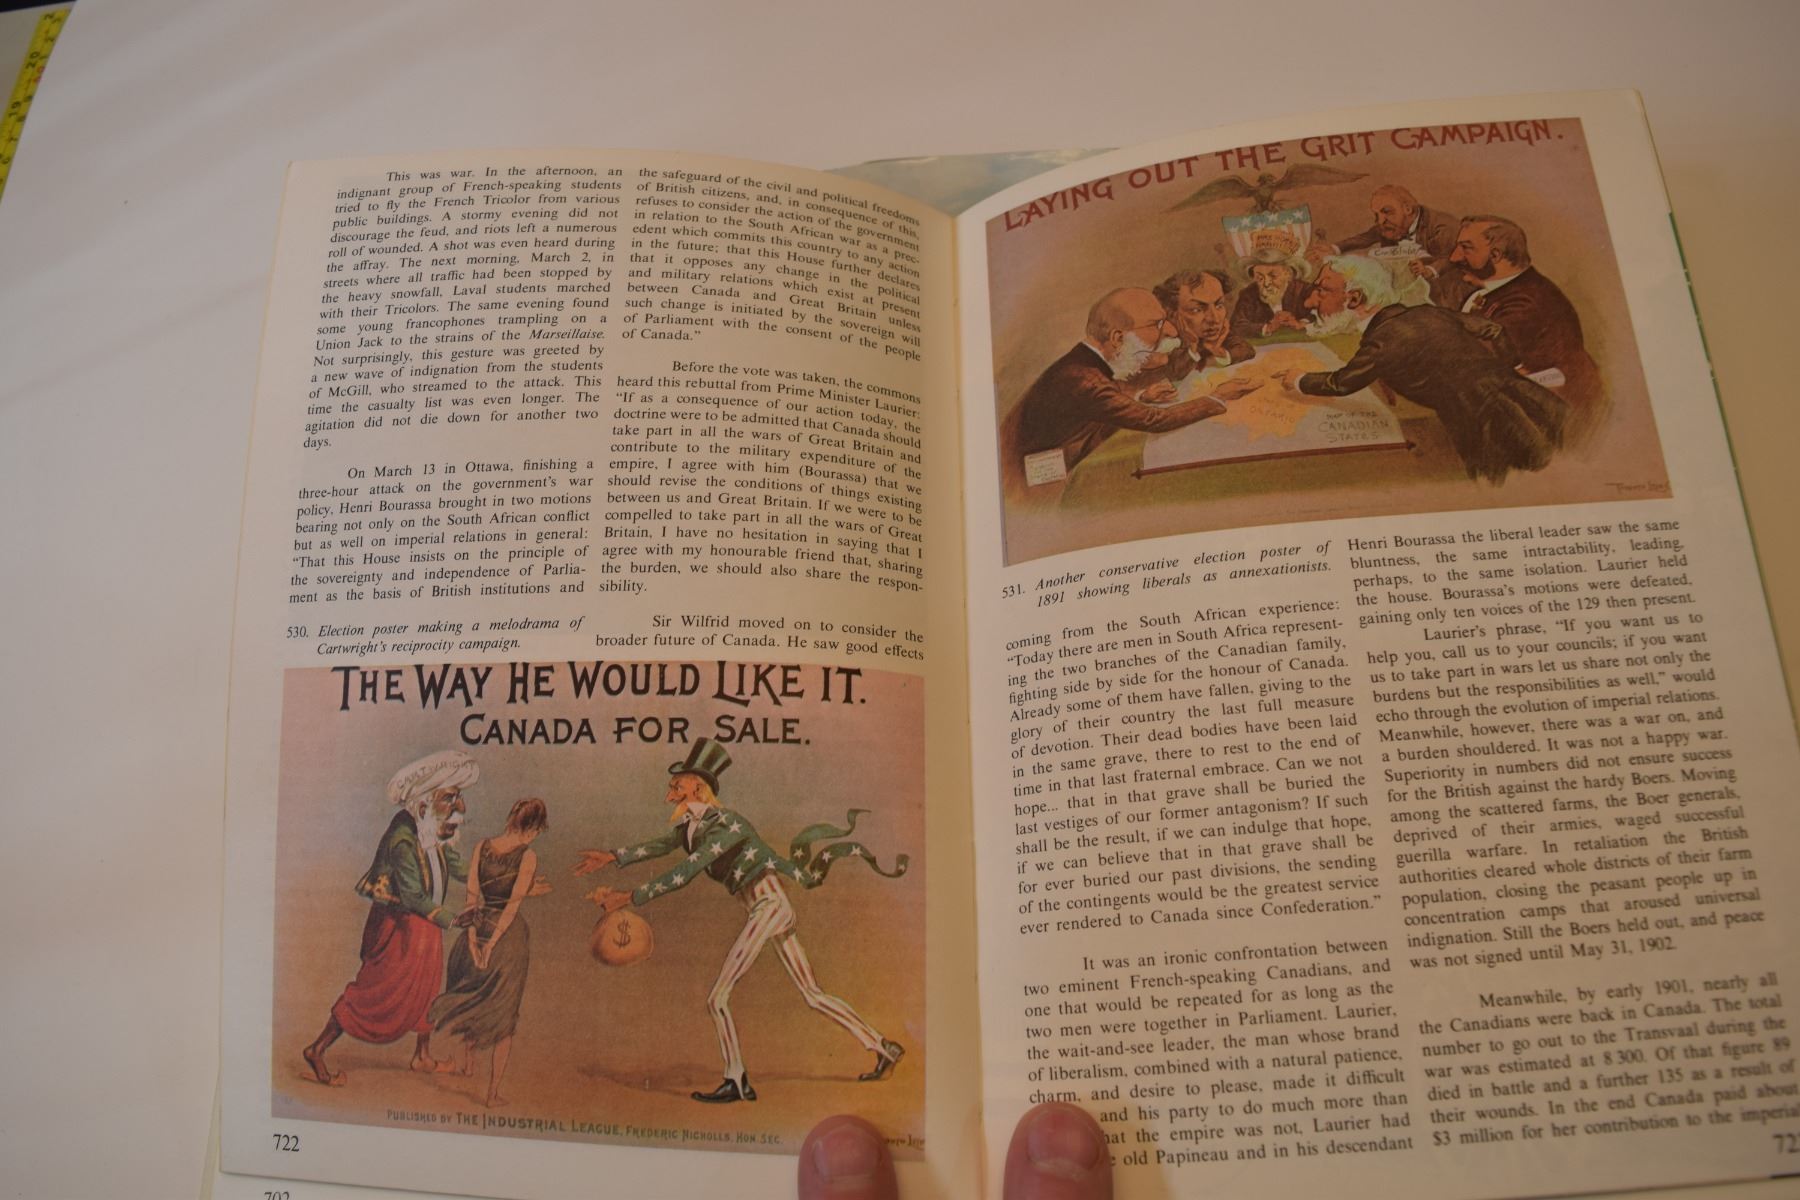 This was war. In the afternoon, an
indignant group of French-speaking students
tried to fly the French Tricolor from various
public buildings. A stormy evening did not
discourage the feud, and riots left a numerous
roll of wounded. A shot was even heard during
the affray. The next morning, March 2, in
streets where all traffic had been stopped by
the heavy snowfall, Laval students marched
with their Tricolors. The same evening found
some young francophones trampling on a
Union Jack to the strains of the Marseillaise.
Not surprisingly, this gesture was greeted by
a new wave of indignation from the students
of McGill, who streamed to the attack. This
time the casualty list was even longer. The
agitation did not die down for another two
days.
On March 13 in Ottawa, finishing a
three-hour attack on the government's war
policy, Henri Bourassa brought in two motions
bearing not only on the South African conflict
but as well on imperial relations in general:
"That this House insists on the principle of
the sovereignty and independence of Parlia-
ment as the basis of British institutions and
530. Election poster making a melodrama of
Cartwright's reciprocity campaign.
the safeguard of the civil and political freedoms
of British citizens, and, in consequence of this,
refuses to consider the action of the government
in relation to the South African war as a prec-
edent which commits this country to any action
in the future; that this House further declares
that it opposes any change in the political
and military relations which exist at present
between Canada and Great Britain unless
such change is initiated by the sovereign will
of Parliament with the consent of the people
of Canada."
Before the vote was taken, the commons
heard this rebuttal from Prime Minister Laurier:
"If as a consequence of our action today, the
doctrine were to be admitted that Canada should
take part in all the wars of Great Britain and
contribute to the military expenditure of the
empire, I agree with him (Bourassa) that we
should revise the conditions of things existing
between us and Great Britain. If we were to be
compelled to take part in all the wars of Great
Britain, I have no hesitation in saying that I
agree with my honourable friend that, sharing
the burden, we should also share the respon-
sibility.
Sir Wilfrid moved on to consider the
broader future of Canada. He saw good effects
THE WAY HE WOULD LIKE IT.
CANADA FOR SALE.
CARTWRIGHT
$
PUBLISHED BY THE INDUSTRIAL LEAGUE, FREDERIC NICHOLLS, HON. SEC.
722
702
LAYING OUT THE GRIT CAMPAIGN.
ONTARIO
MAP OF THE
CANADIAN
STATES
531. Another conservative election poster of
1891 showing liberals as annexationists.
coming from the South African experience:
"Today there are men in South Africa represent-
ing the two branches of the Canadian family,
fighting side by side for the honour of Canada.
Already some of them have fallen, giving to the
glory of their country the last full measure
of devotion. Their dead bodies have been laid
in the same grave, there to rest to the end of
time in that last fraternal embrace. Can we not
hope... that in that grave shall be buried the
last vestiges of our former antagonism? If such
shall be the result, if we can indulge that hope,
if we can believe that in that grave shall be
for ever buried our past divisions, the sending
of the contingents would be the greatest service
ever rendered to Canada since Confederation."
It was an ironic confrontation between
two eminent French-speaking Canadians, and
one that would be repeated for as long as the
two men were together in Parliament. Laurier,
the wait-and-see leader, the man whose brand
of liberalism, combined with a natural patience,
charm, and desire to please, made it difficult
and his party to do much more than
hat the empire was not, Laurier had
old Papineau and in his descendant
Henri Bourassa the liberal leader saw the same
bluntness, the same intractability, leading,
perhaps, to the same isolation. Laurier held
the house. Bourassa's motions were defeated,
gaining only ten voices of the 129 then present.
Laurier's phrase, "If you want us to
help you, call us to your councils; if you want
us to take part in wars let us share not only the
burdens but the responsibilities as well," would
echo through the evolution of imperial relations.
Meanwhile, however, there was a war on, and
a burden shouldered. It was not a happy war.
Superiority in numbers did not ensure success
for the British against the hardy Boers. Moving
among the scattered farms, the Boer generals,
deprived of their armies, waged successful
guerilla warfare. In retaliation the British
authorities cleared whole districts of their farm
population, closing the peasant people up in
concentration camps that aroused universal
indignation. Still the Boers held out, and peace
was not signed until May 31, 1902.
Meanwhile, by early 1901, nearly all
the Canadians were back in Canada. The total
number to go out to the Transvaal during the
war was estimated at 8 300. Of that figure 89
died in battle and a further 135 as a result of
their wounds. In the end Canada paid about
$3 million for her contribution to the imperial